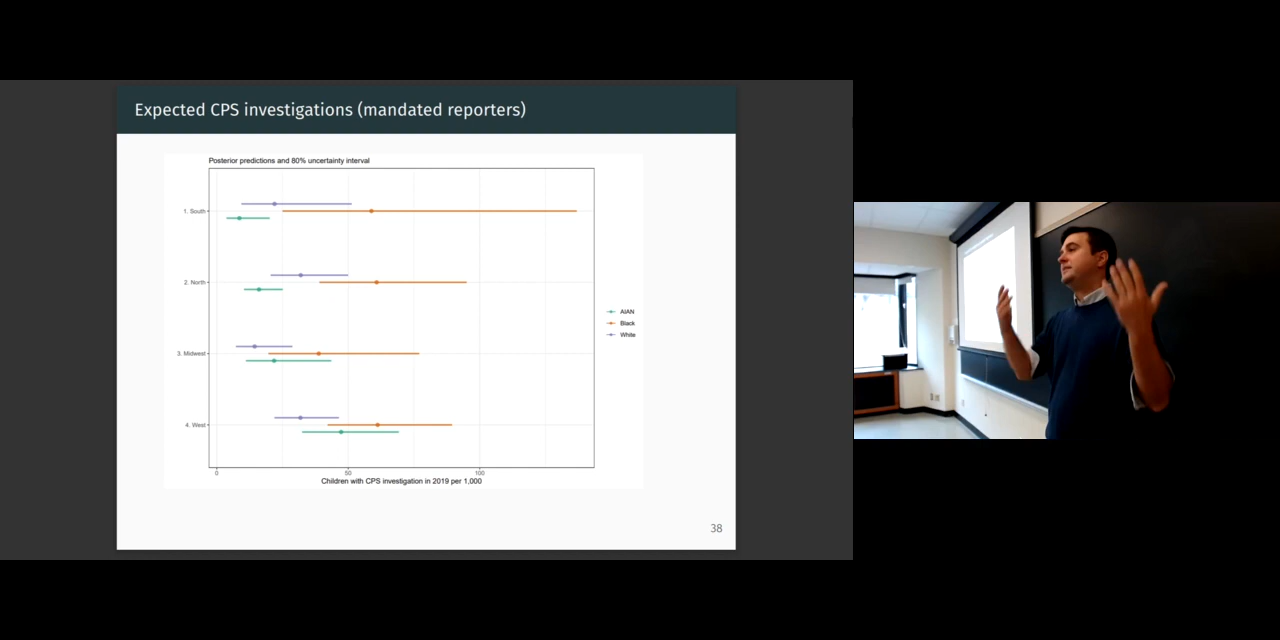 Expected CPS investigations (mandated reporters)
Posterior predictions and 80% uncertainty interval
1. South
2. North
3. Midwest
4. West
AIAN
Black
White
0
50
100
Children with CPS investigation in 2019 per 1,000
38